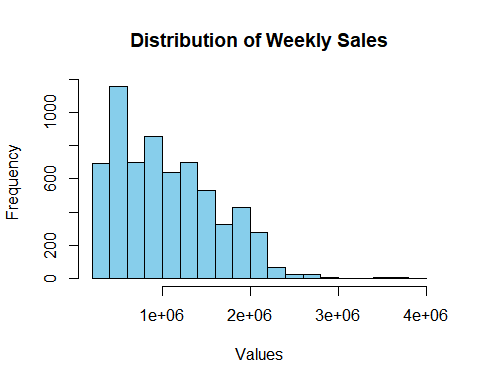 Distribution of Weekly Sales
Frequency
1000
600
200
0
1e+06 2e+06 3e+06 4e+06
Values